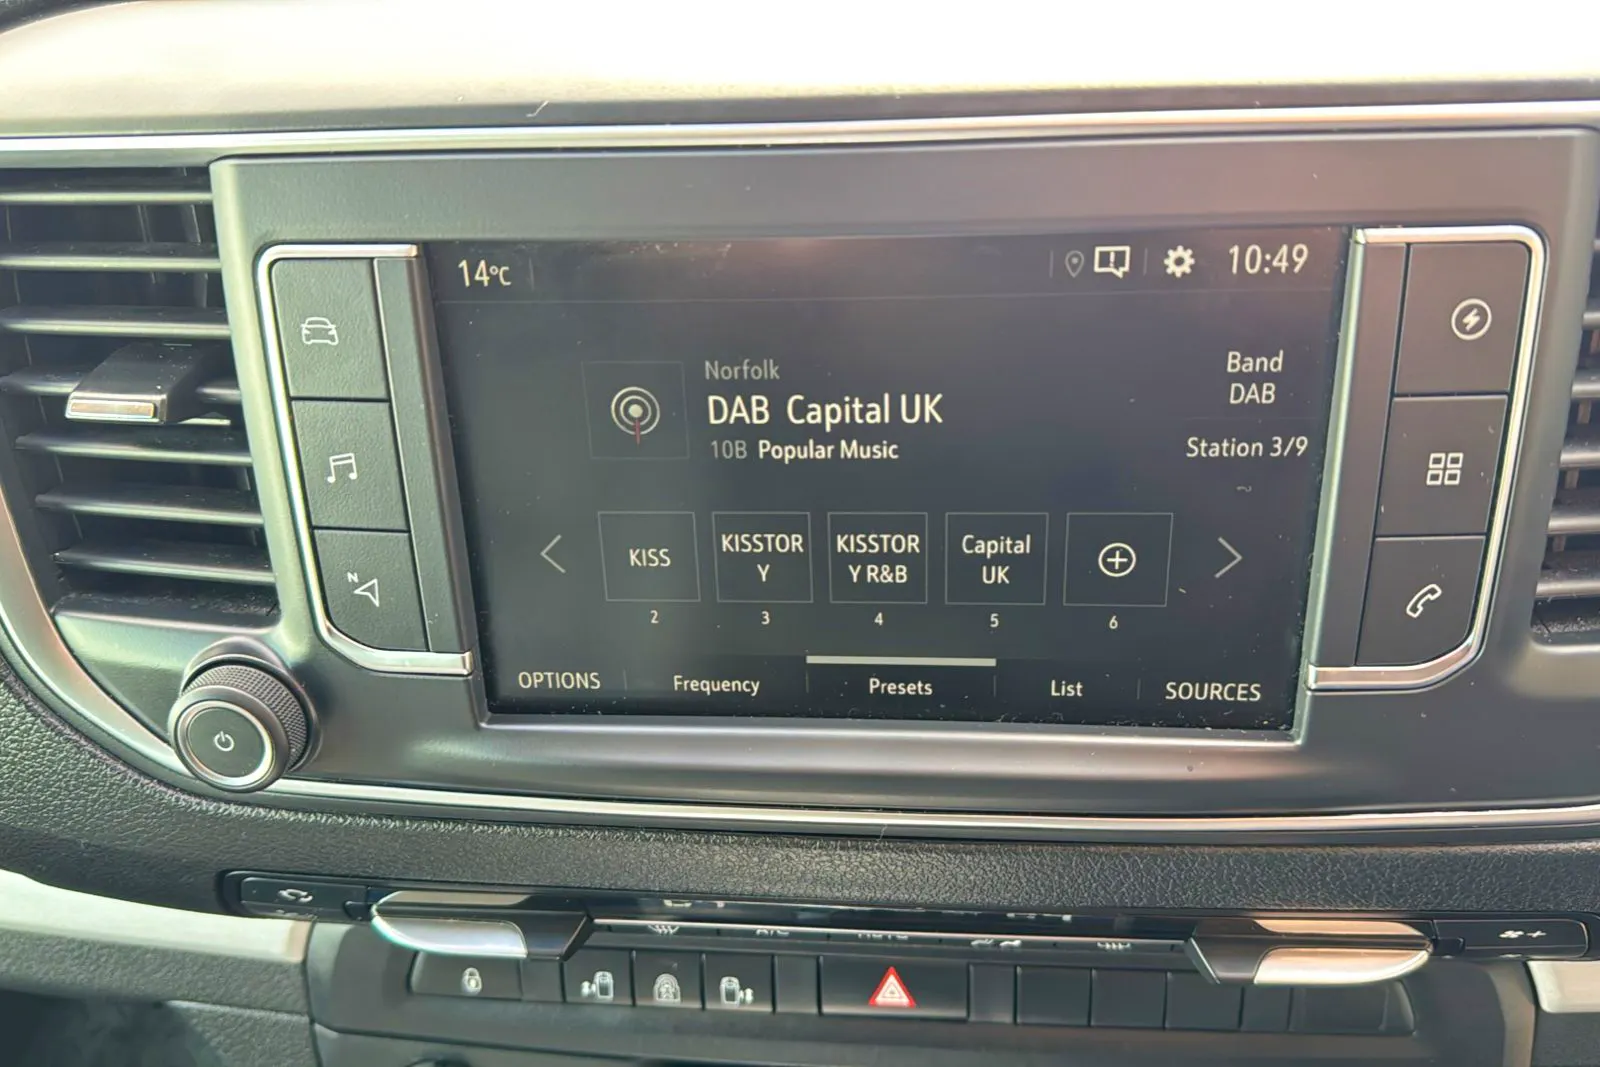 14°C
10:49
Norfolk
DAB Capital UK
10B Popular Music
Band
DAB
Station 3/9
KISS
KISSTOR
Y
KISSTOR
Y R&B
Capital
UK
2
3
4
5
6
OPTIONS
Frequency
Presets
List
SOURCES
N